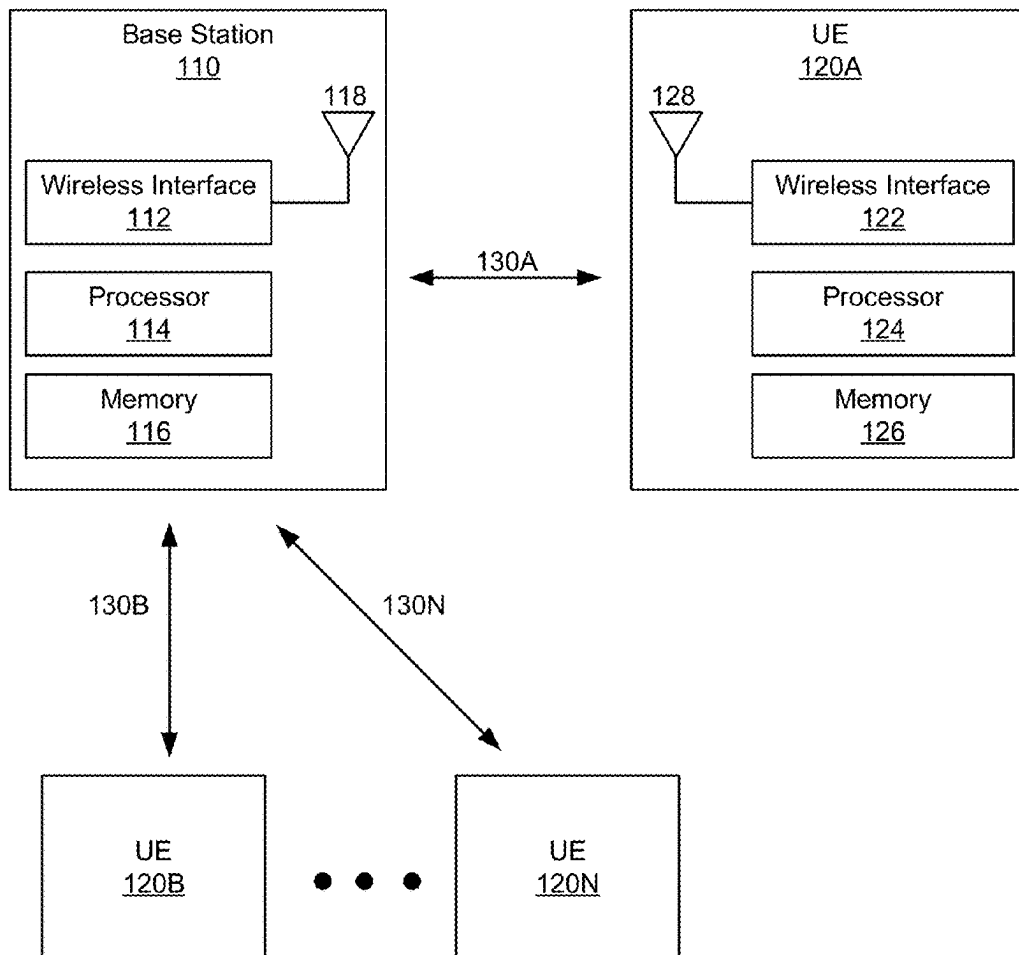 Base Station
110
118
Wireless Interface
112
Processor
114
Memory
116
UE
120A
128
Wireless Interface
122
Processor
124
Memory
126
130A
130B
130N
UE
120B
UE
120N